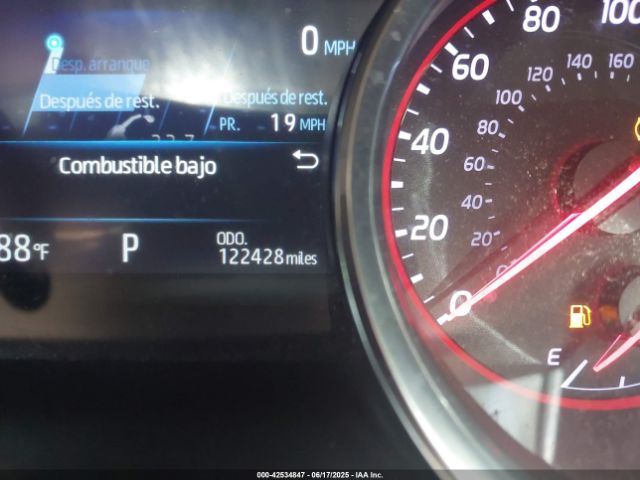 0 MPH
Desp. arranque
Después de rest.
Después de rest.
PR. 19 MPH
Combustible bajo
88°F
P
ODO.
122428 miles
100
80
60
40
20
0
160
140
120
100
80
60
40
20
E
000-42534847 - 06/17/2025 - IAA Inc.